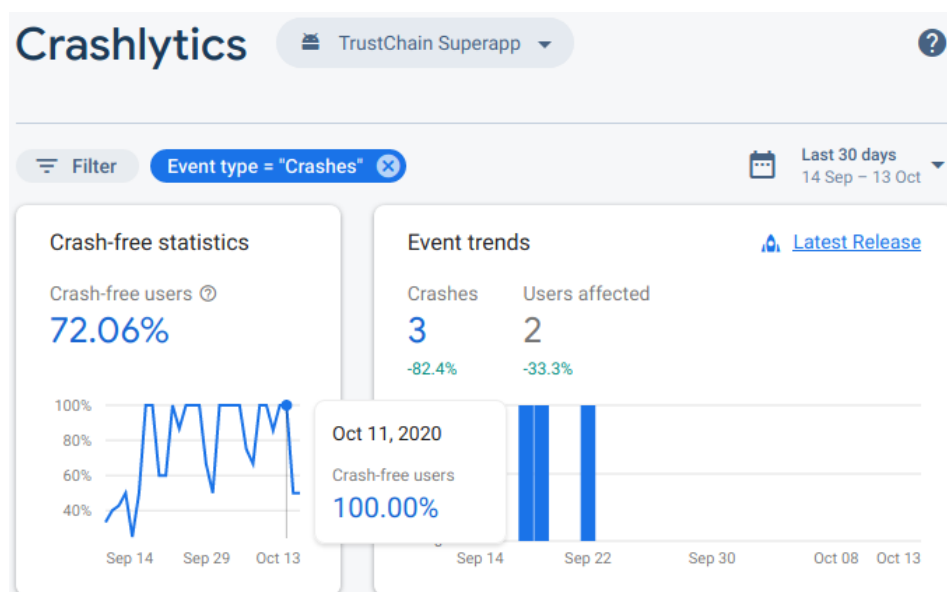 Crashlytics
TrustChain Superapp
Filter
Event type = "Crashes"
Last 30 days
14 Sep – 13 Oct
Crash-free statistics
Crash-free users
72.06%
100%
80%
60%
40%
Sep 14 Sep 29 Oct 13
Event trends
Latest Release
Crashes Users affected
3 2
-82.4% -33.3%
Oct 11, 2020
Crash-free users
100.00%
Sep 14 Sep 22 Sep 30 Oct 08 Oct 13